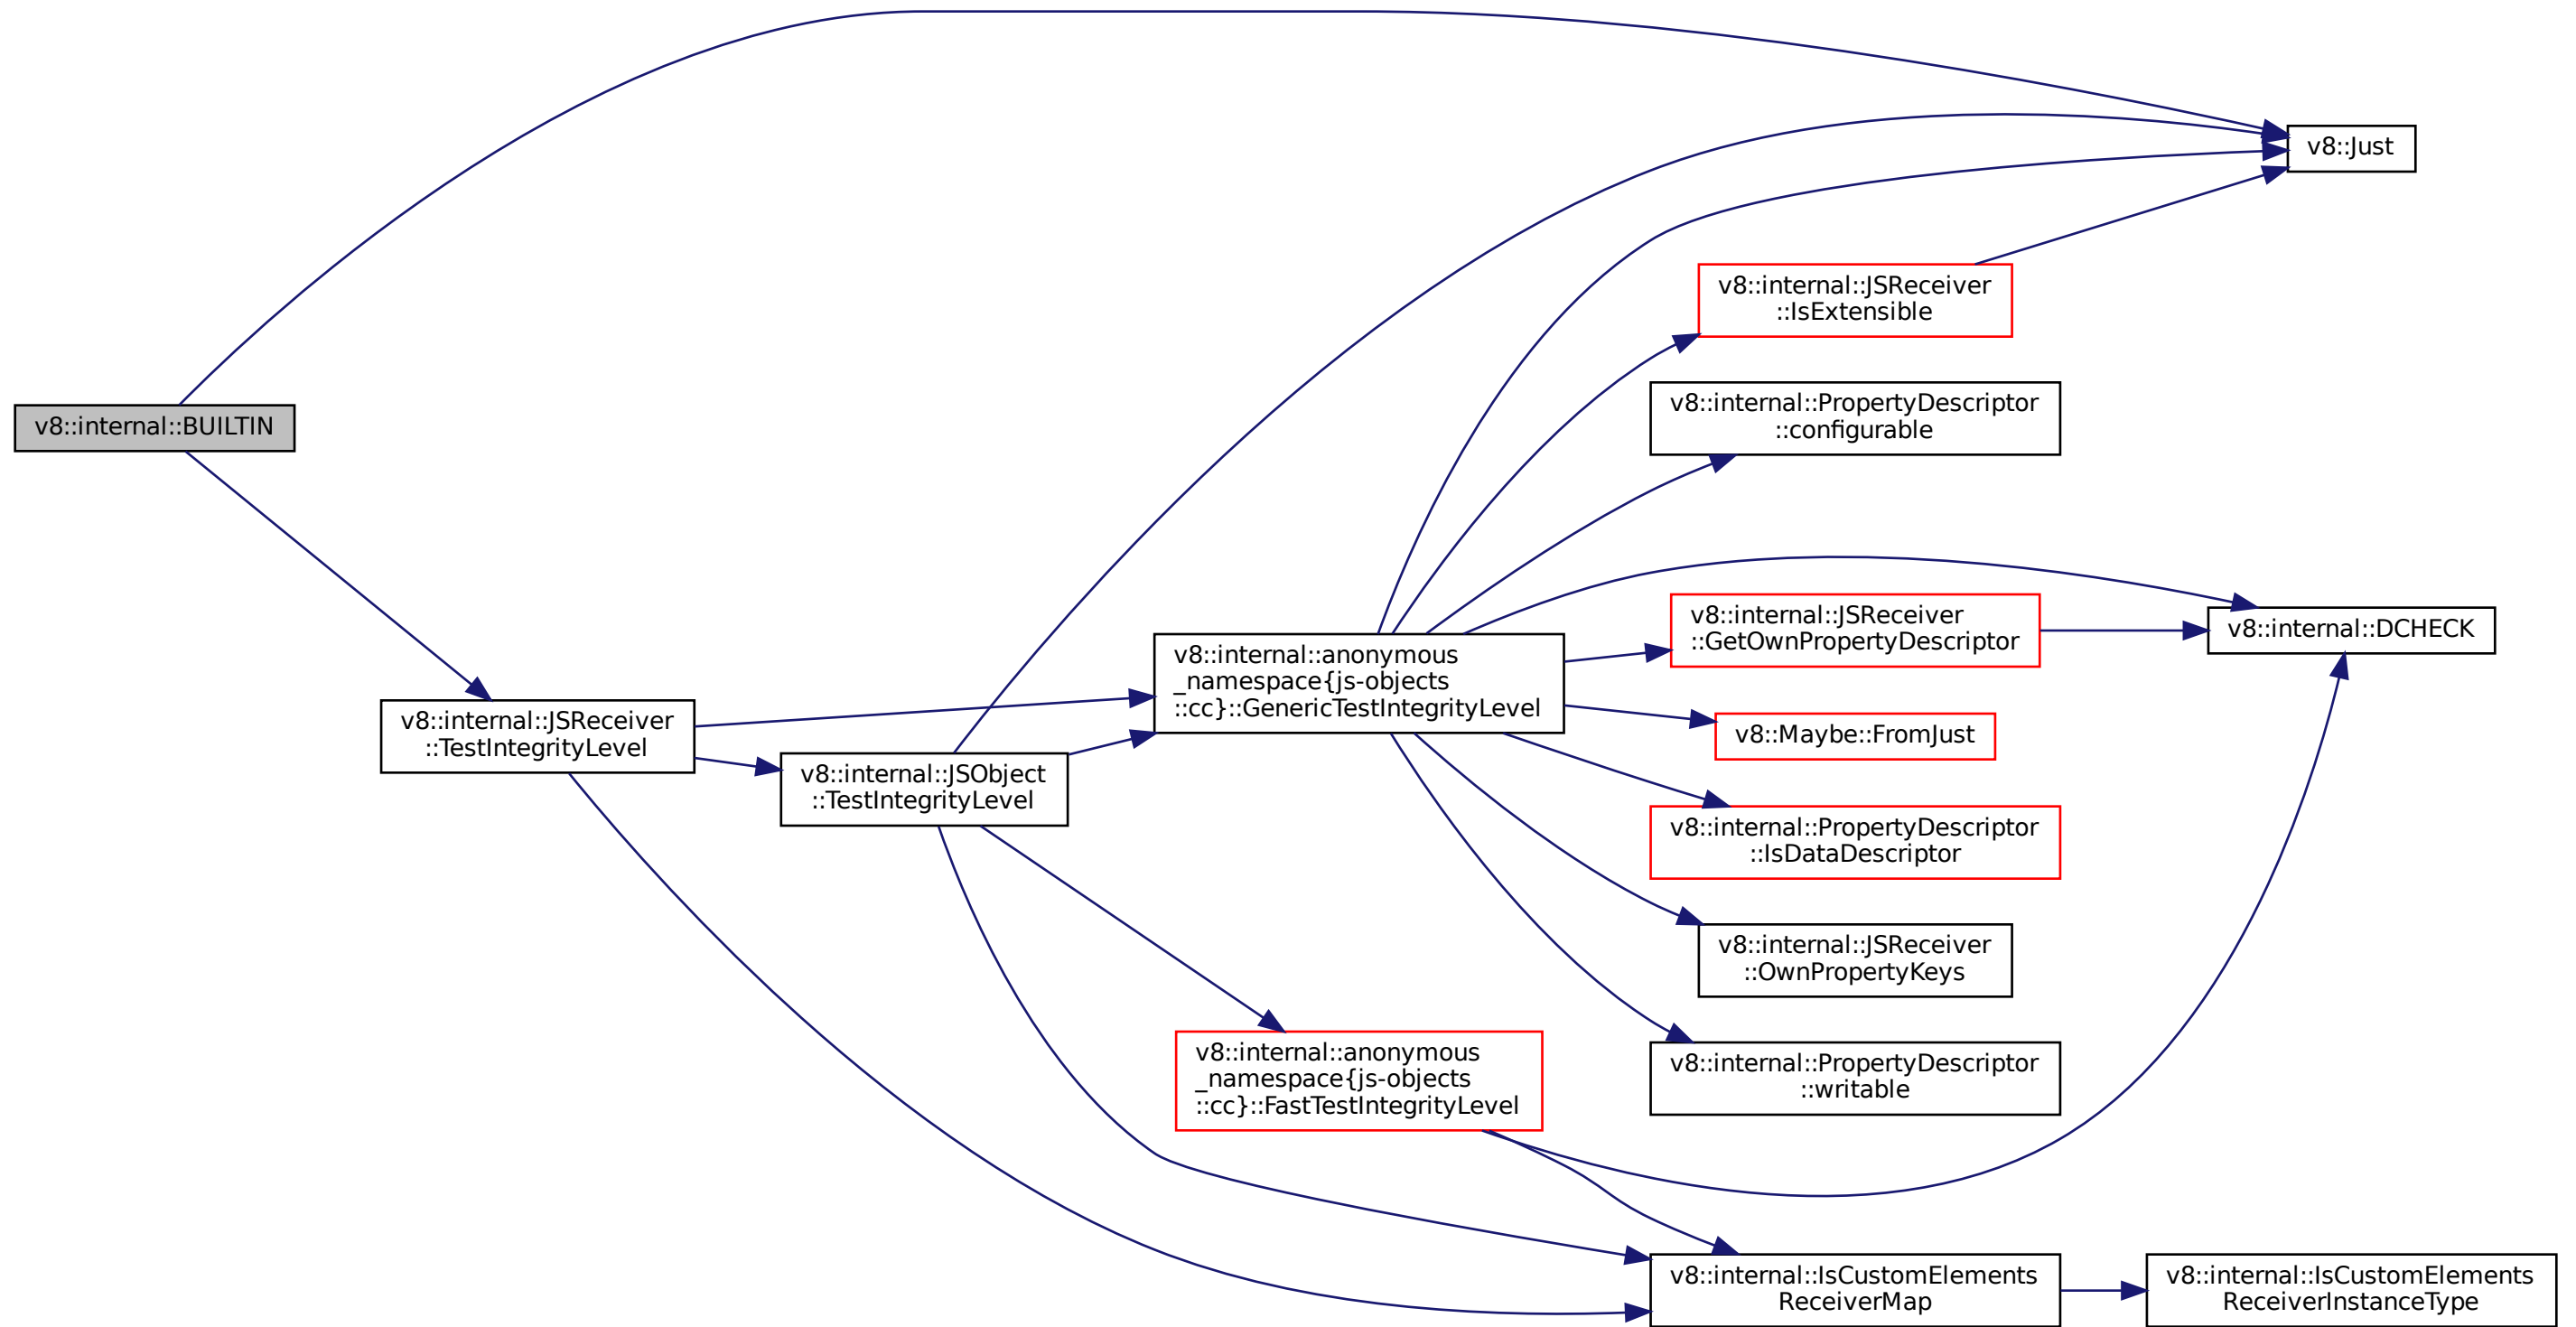 v8::Just
v8::internal::JSReceiver
::IsExtensible
v8::internal::PropertyDescriptor
::configurable
v8::internal::BUILTIN
v8::internal::JSReceiver
::GetOwnPropertyDescriptor
v8::internal::DCHECK
v8::internal::anonymous
_namespace{js-objects
::cc}::GenericTestIntegrityLevel
v8::internal::JSReceiver
::TestIntegrityLevel
v8::Maybe::FromJust
v8::internal::JSObject
::TestIntegrityLevel
v8::internal::PropertyDescriptor
::IsDataDescriptor
v8::internal::JSReceiver
::OwnPropertyKeys
v8::internal::anonymous
_namespace{js-objects
::cc}::FastTestIntegrityLevel
v8::internal::PropertyDescriptor
::writable
v8::internal::IsCustomElements
ReceiverMap
v8::internal::IsCustomElements
ReceiverInstanceType